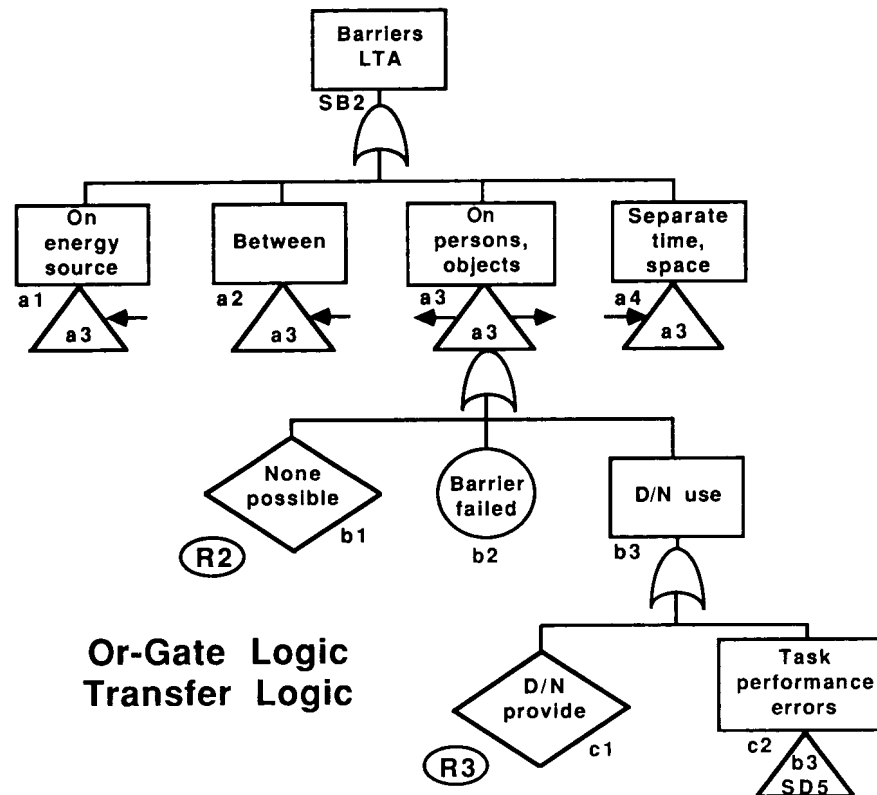 Barriers
LTA
SB2
On
energy
source
Between
On
persons,
objects
Separate
time,
space
a1
a2
a3
a4
a3
a3
a3
a3
None
possible
Barrier
failed
D/N use
b1
b2
b3
R2
Or-Gate Logic
Transfer Logic
D/N
provide
Task
performance
errors
c1
c2
R3
b3
SD5